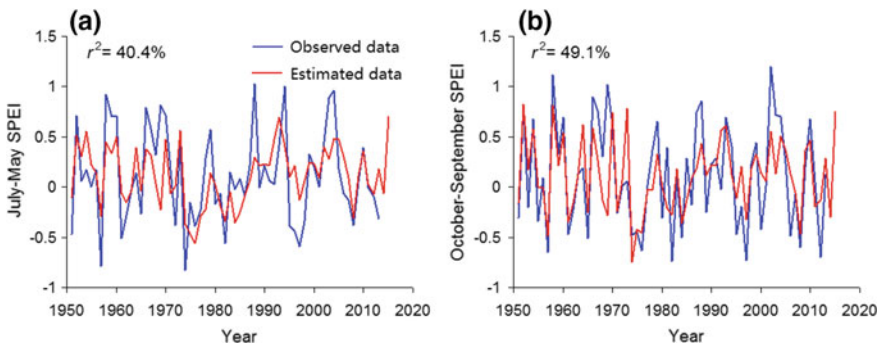 (a)
1.5
1
0.5
0
-0.5
-1
July-May SPEI
r² = 40.4%
Observed data
Estimated data
1950 1960 1970 1980 1990 2000 2010 2020
Year
(b)
1.5
1
0.5
0
-0.5
-1
October-September SPEI
r² = 49.1%
1950 1960 1970 1980 1990 2000 2010 2020
Year